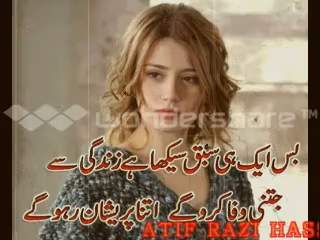 wondershare™
بس ایک ہی سبق سیکھا ہے زندگی سے
جتنی وفا کرو گے اتنا پریشان رہو گے
ATIF RAZI HAS